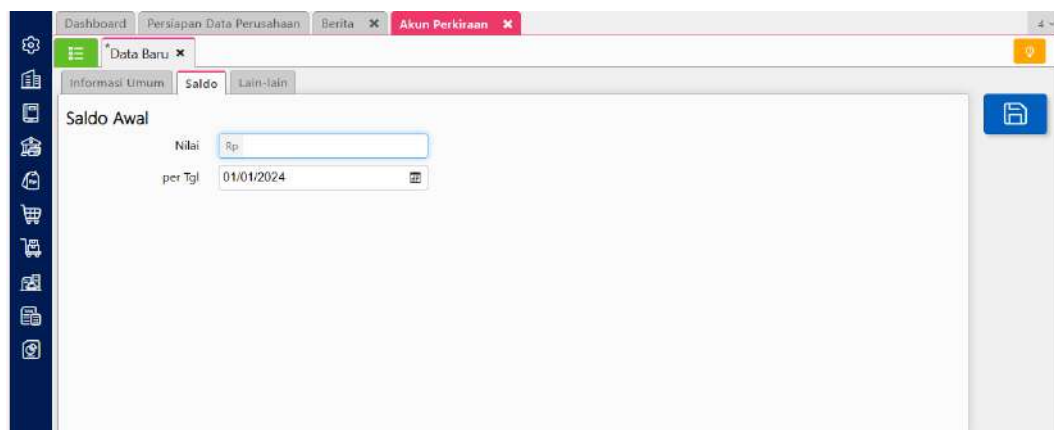 Dashboard Persiapan Data Perusahaan Berita Akun Perkiraan 4
*Data Baru
Informasi Umum Saldo Lain-lain
Saldo Awal
Nilai Rp
per Tgl 01/01/2024